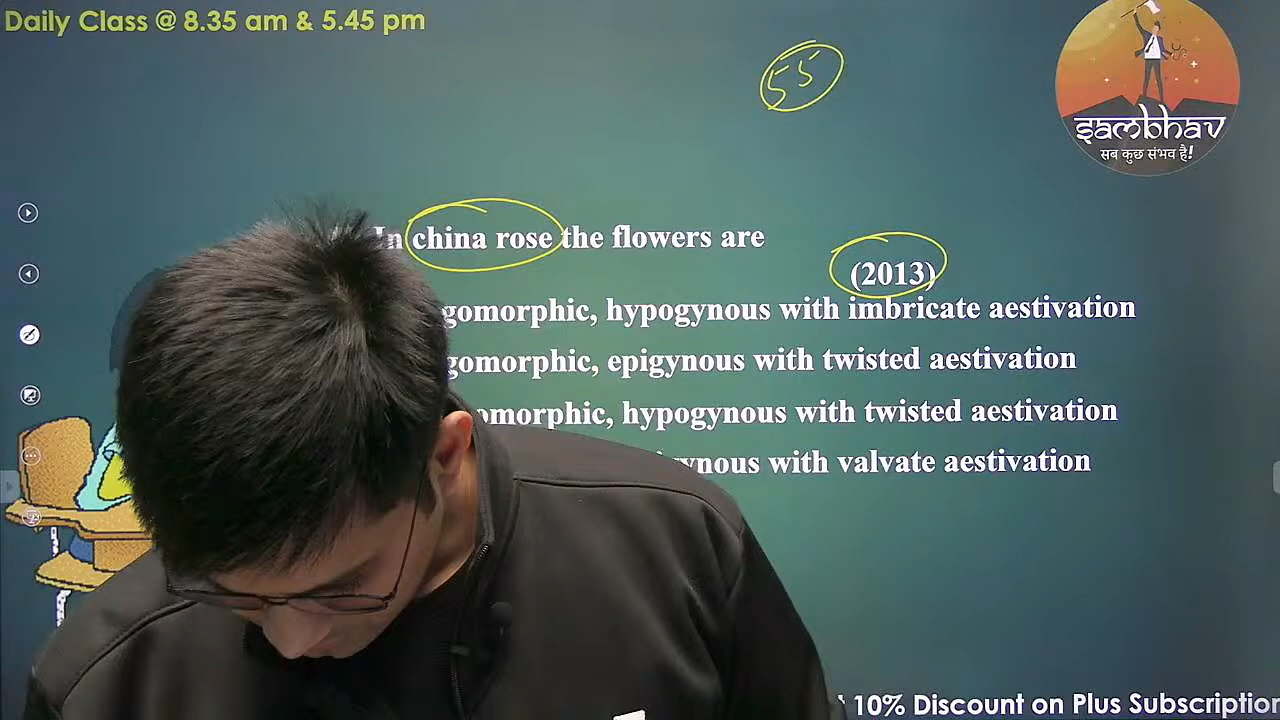 Daily Class @ 8.35 am & 5.45 pm
55
sambhav
सब कुछ संभव है!
In china rose the flowers are
(2013)
gomorphic, hypogynous with imbricate aestivation
gomorphic, epigynous with twisted aestivation
omorphic, hypogynous with twisted aestivation
ynous with valvate aestivation
10% Discount on Plus Subscription